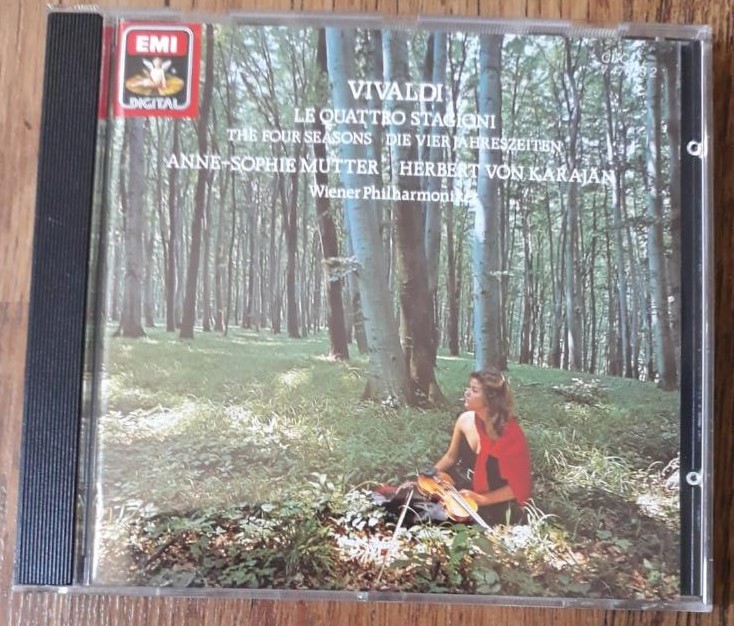 EMI
DIGITAL
VIVALDI
LE QUATTRO STAGIONI
THE FOUR SEASONS · DIE VIER JAHRESZEITEN
ANNE-SOPHIE MUTTER · HERBERT VON KARAJAN
Wiener Philharmoniker